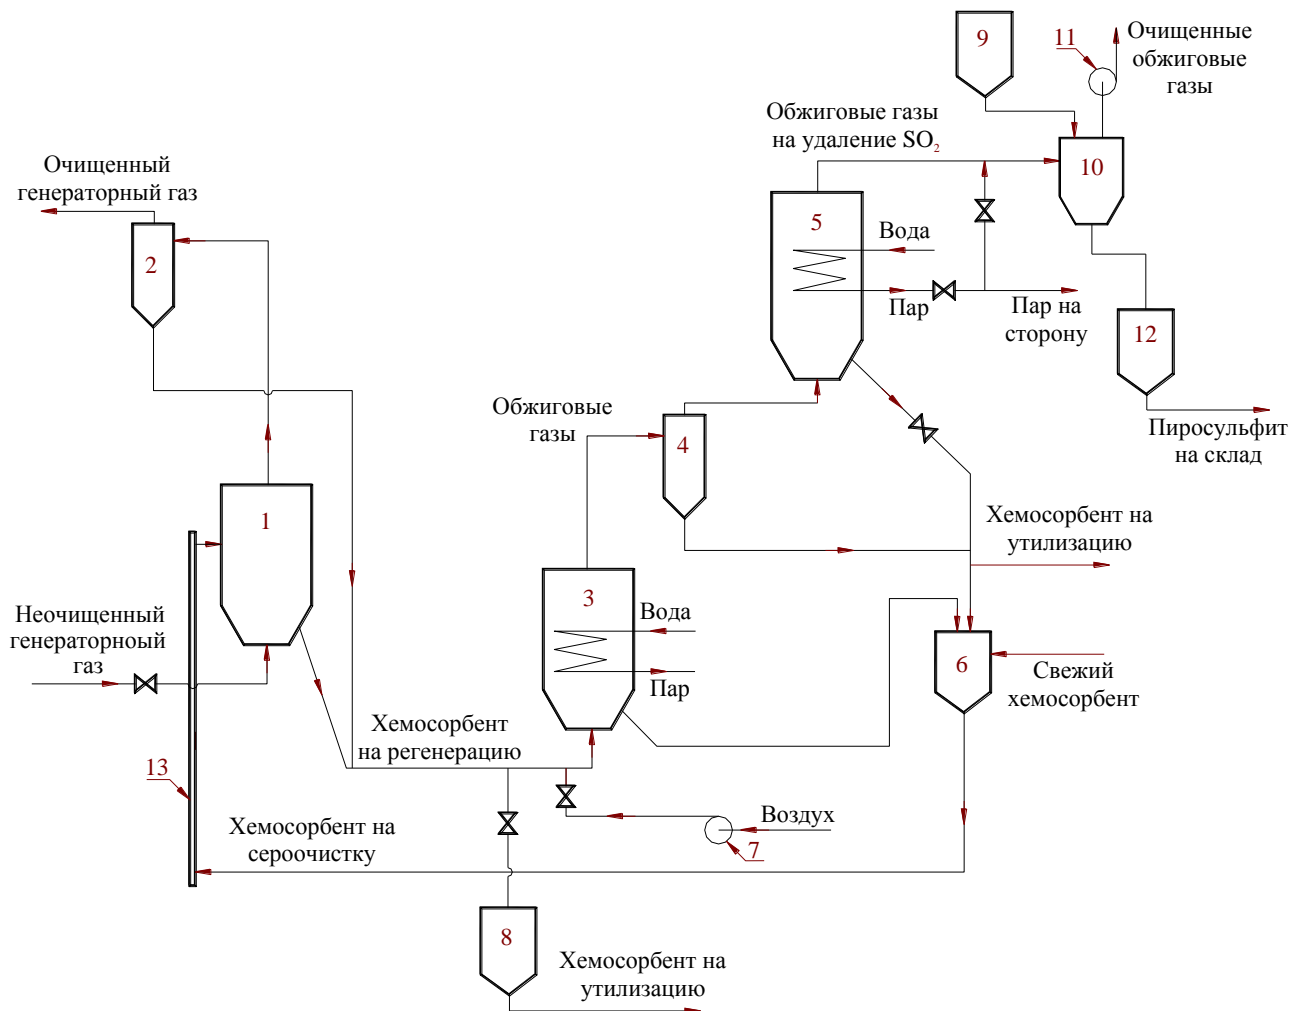 9
11
Очищенные
обжиговые
газы
Обжиговые газы
на удаление SO₂
10
Очищенный
генераторный газ
2
5
Вода
Пар
Пар на
сторону
12
Обжиговые
газы
4
Пиросульфит
на склад
1
Хемосорбент на
утилизацию
3
Вода
Пар
Неочищенный
генераторноый
газ
6
Свежий
хемосорбент
Хемосорбент
на регенерацию
13
Воздух
7
Хемосорбент на
сероочистку
8
Хемосорбент на
утилизацию